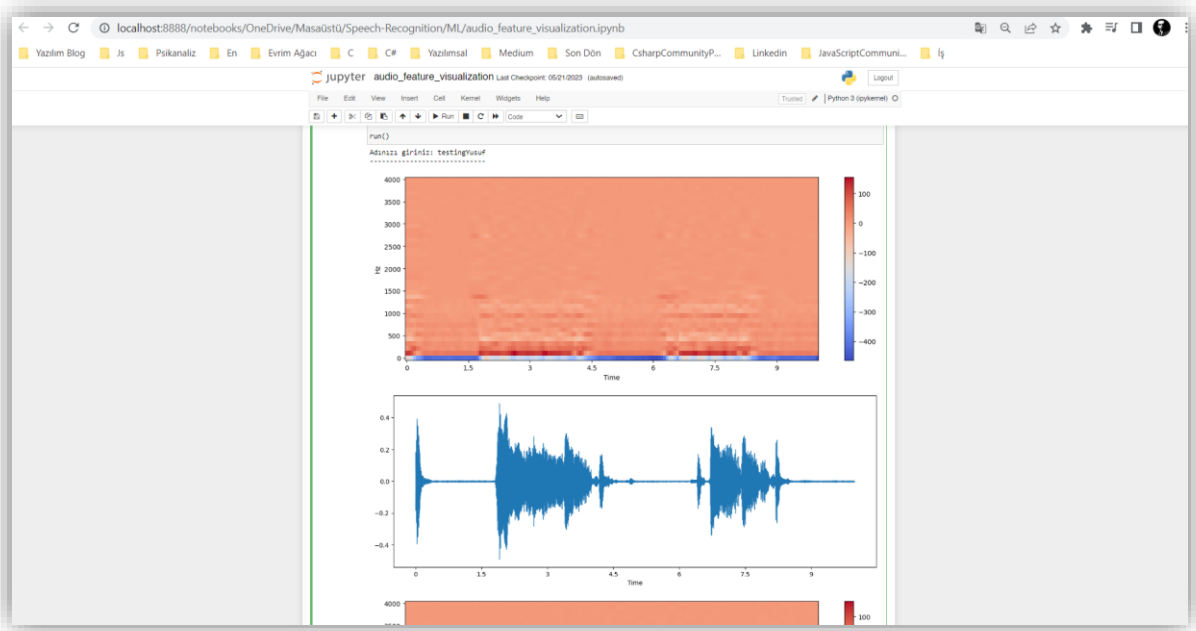 localhost:8888/notebooks/OneDrive/Masaüstü/Speech-Recognition/ML/audio_feature_visualization.ipynb
Yazılım Blog Js Psikanaliz En Evrim Ağacı C C# Yazılımsal Medium Son Dön CsharpCommunityP... Linkedin JavaScriptCommuni... İş
jupyter audio_feature_visualization Last Checkpoint: 05/21/2023 (autosaved) Logout
File Edit View Insert Cell Kernel Widgets Help Trusted Python 3 (ipykernel)
Run Code
run()
Adınızı giriniz: testingYusuf
-----------------------------
4000
3500
3000
2500
2000
1500
1000
500
0
Hz
0 1.5 3 4.5 6 7.5 9
Time
100
0
−100
−200
−300
−400
0.4
0.2
0.0
−0.2
−0.4
0 1.5 3 4.5 6 7.5 9
Time
4000
100